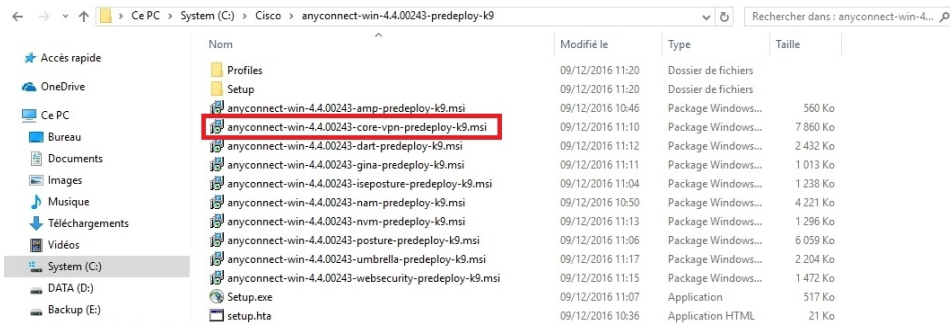 Ce PC > System (C:) > Cisco > anyconnect-win-4.4.00243-predeploy-k9
Rechercher dans : anyconnect-win-4...
Nom Modifié le Type Taille
Accès rapide
OneDrive
Ce PC
Bureau
Documents
Images
Musique
Téléchargements
Vidéos
System (C:)
DATA (D:)
Backup (E:)
Profiles 09/12/2016 11:20 Dossier de fichiers
Setup 09/12/2016 11:20 Dossier de fichiers
anyconnect-win-4.4.00243-amp-predeploy-k9.msi 09/12/2016 10:46 Package Windows... 560 Ko
anyconnect-win-4.4.00243-core-vpn-predeploy-k9.msi 09/12/2016 11:10 Package Windows... 7 860 Ko
anyconnect-win-4.4.00243-dart-predeploy-k9.msi 09/12/2016 11:12 Package Windows... 2 432 Ko
anyconnect-win-4.4.00243-gina-predeploy-k9.msi 09/12/2016 11:11 Package Windows... 1 013 Ko
anyconnect-win-4.4.00243-iseposture-predeploy-k9.msi 09/12/2016 11:04 Package Windows... 1 238 Ko
anyconnect-win-4.4.00243-nam-predeploy-k9.msi 09/12/2016 10:50 Package Windows... 4 221 Ko
anyconnect-win-4.4.00243-nvm-predeploy-k9.msi 09/12/2016 11:13 Package Windows... 1 296 Ko
anyconnect-win-4.4.00243-posture-predeploy-k9.msi 09/12/2016 11:06 Package Windows... 6 059 Ko
anyconnect-win-4.4.00243-umbrella-predeploy-k9.msi 09/12/2016 11:17 Package Windows... 2 204 Ko
anyconnect-win-4.4.00243-websecurity-predeploy-k9.msi 09/12/2016 11:15 Package Windows... 1 472 Ko
Setup.exe 09/12/2016 11:07 Application 517 Ko
setup.hta 09/12/2016 10:36 Application HTML 21 Ko